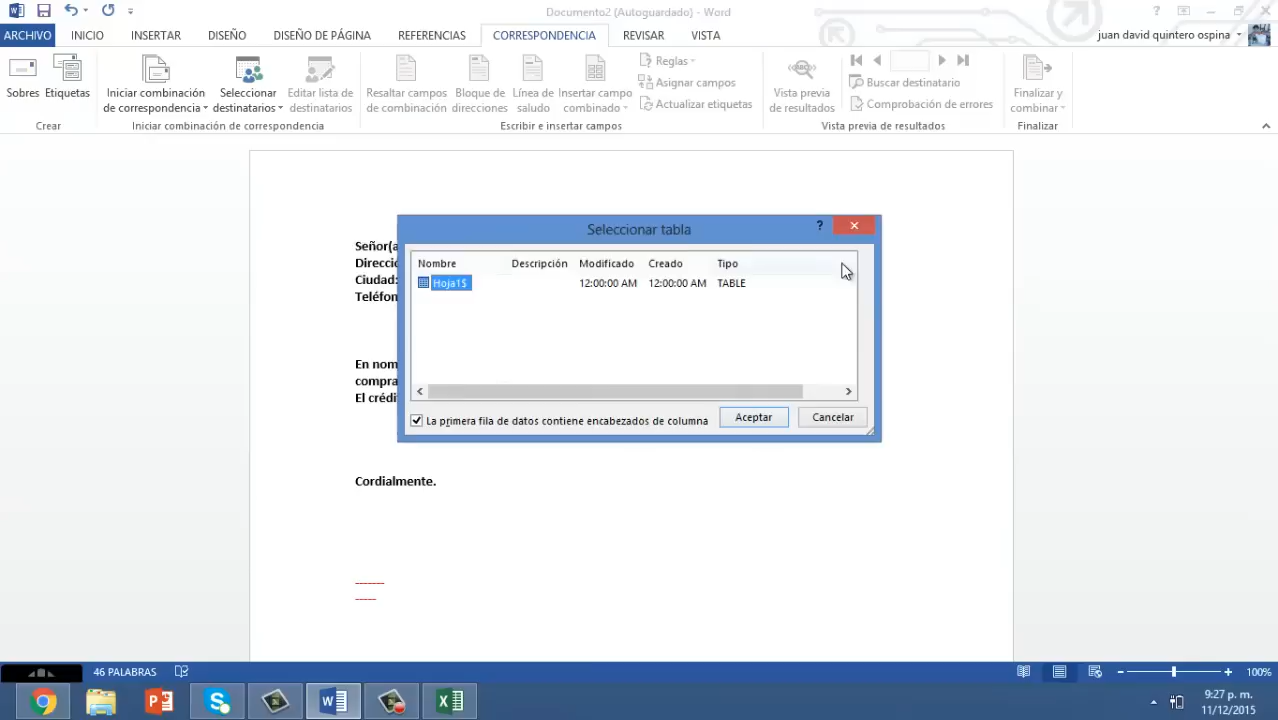 Documento2 (Autoguardado) - Word
ARCHIVO INICIO INSERTAR DISEÑO DISEÑO DE PÁGINA REFERENCIAS CORRESPONDENCIA REVISAR VISTA juan david quintero ospina
Sobres Etiquetas
Crear
Iniciar combinación de correspondencia
Seleccionar destinatarios
Editar lista de destinatarios
Iniciar combinación de correspondencia
Resaltar campos de combinación
Bloque de direcciones
Línea de saludo
Insertar campo combinado
Reglas
Asignar campos
Actualizar etiquetas
Escribir e insertar campos
ABC
Vista previa de resultados
Buscar destinatario
Comprobación de errores
Vista previa de resultados
Finalizar y combinar
Finalizar
Seleccionar tabla
?
Nombre Descripción Modificado Creado Tipo
Hoja1$ 12:00:00 AM 12:00:00 AM TABLE
La primera fila de datos contiene encabezados de columna
Aceptar Cancelar
Señor(a
Direcci
Ciudad:
Teléfon
En nom
compra
El crédi
Cordialmente.
-------
-----
46 PALABRAS
100%
9:27 p. m.
11/12/2015